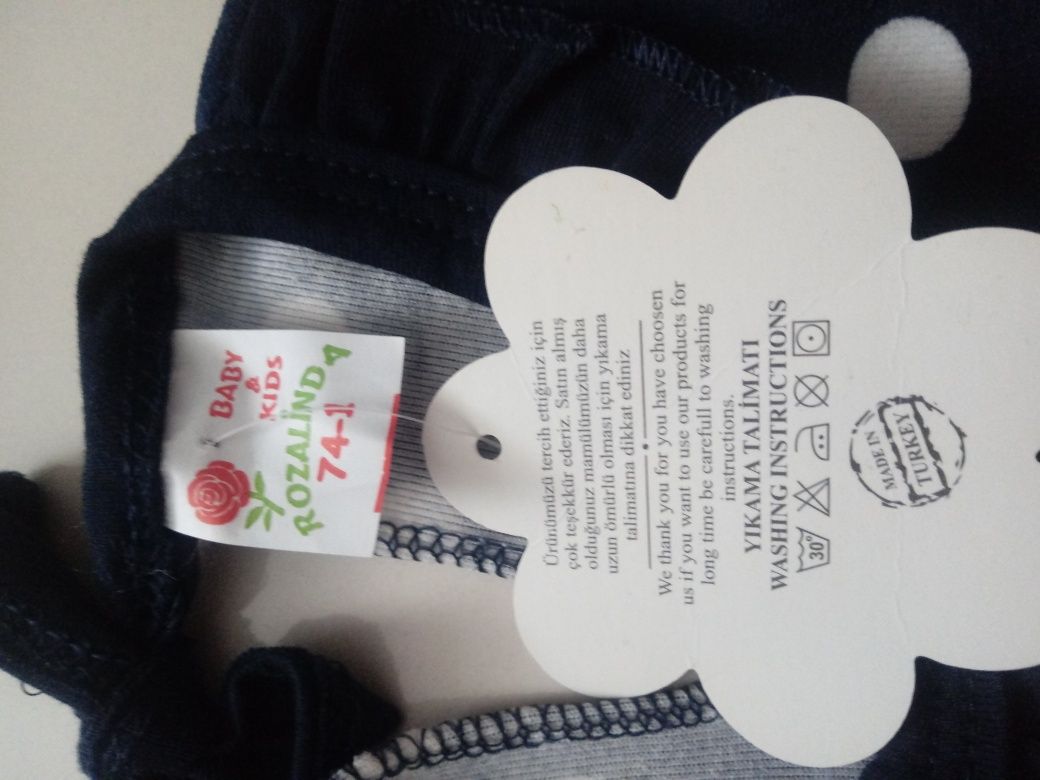 BABY
&
KIDS
ROZALİND
74-1
Ürünümüzü tercih ettiğiniz için
çok teşekkür ederiz. Satın almış
olduğunuz mamülümüzün daha
uzun ömürlü olması için yıkama
talimatına dikkat ediniz
We thank you for you have choosen
us if you want to use our products for
long time be carefull to washing
instructions.
YIKAMA TALİMATI
WASHING INSTRUCTIONS
30°
MADE IN
TURKEY